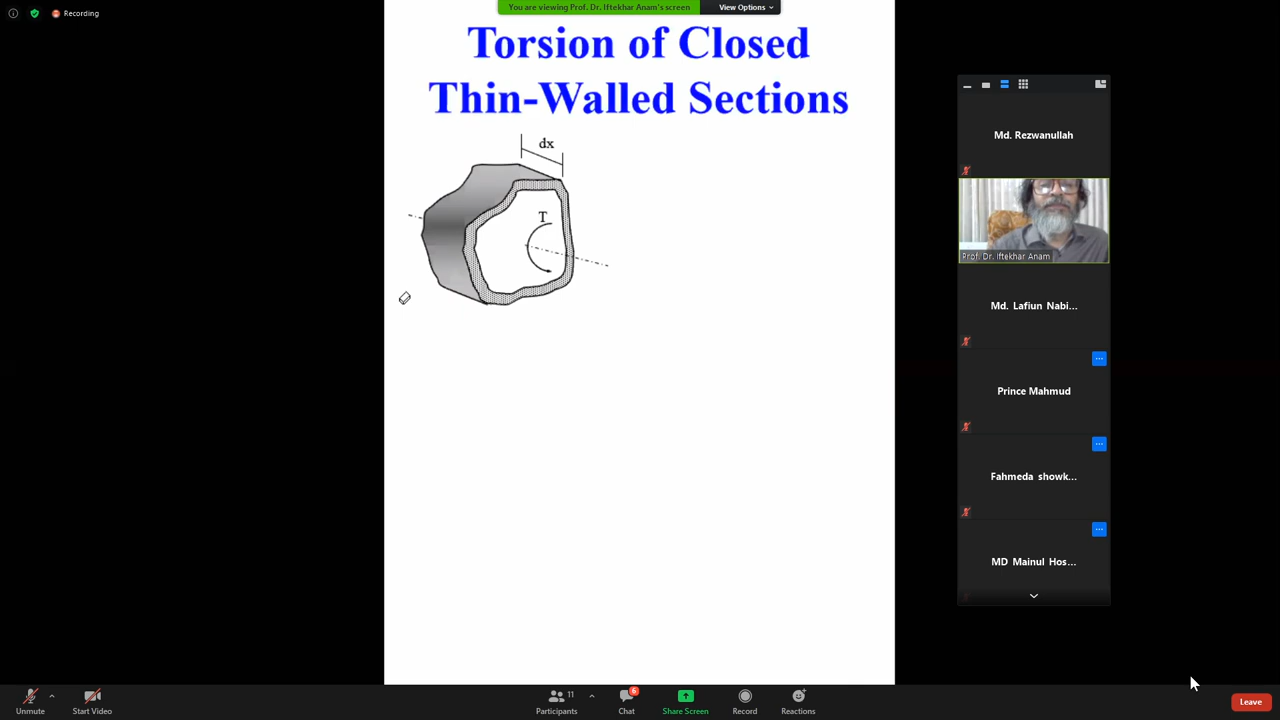 Recording
You are viewing Prof. Dr. Iftekhar Anam's screen
View Options
Torsion of Closed
Thin-Walled Sections
dx
T
Md. Rezwanullah
Prof. Dr. Iftekhar Anam
Md. Lafiun Nabi...
Prince Mahmud
Fahmeda showk...
MD Mainul Hos...
Unmute
Start Video
11
Participants
6
Chat
Share Screen
Record
Reactions
Leave